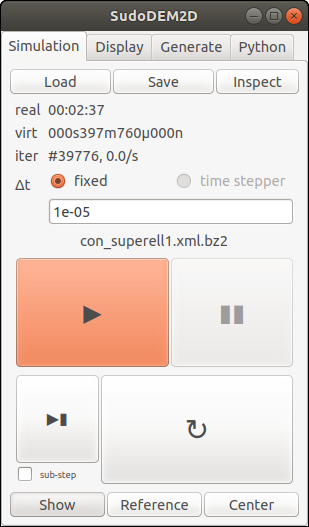 SudoDEM2D
Simulation Display Generate Python
Load Save Inspect
real 00:02:37
virt 000s397m760µ000n
iter #39776, 0.0/s
Δt fixed time stepper
1e-05
con_superell1.xml.bz2
sub-step
Show Reference Center